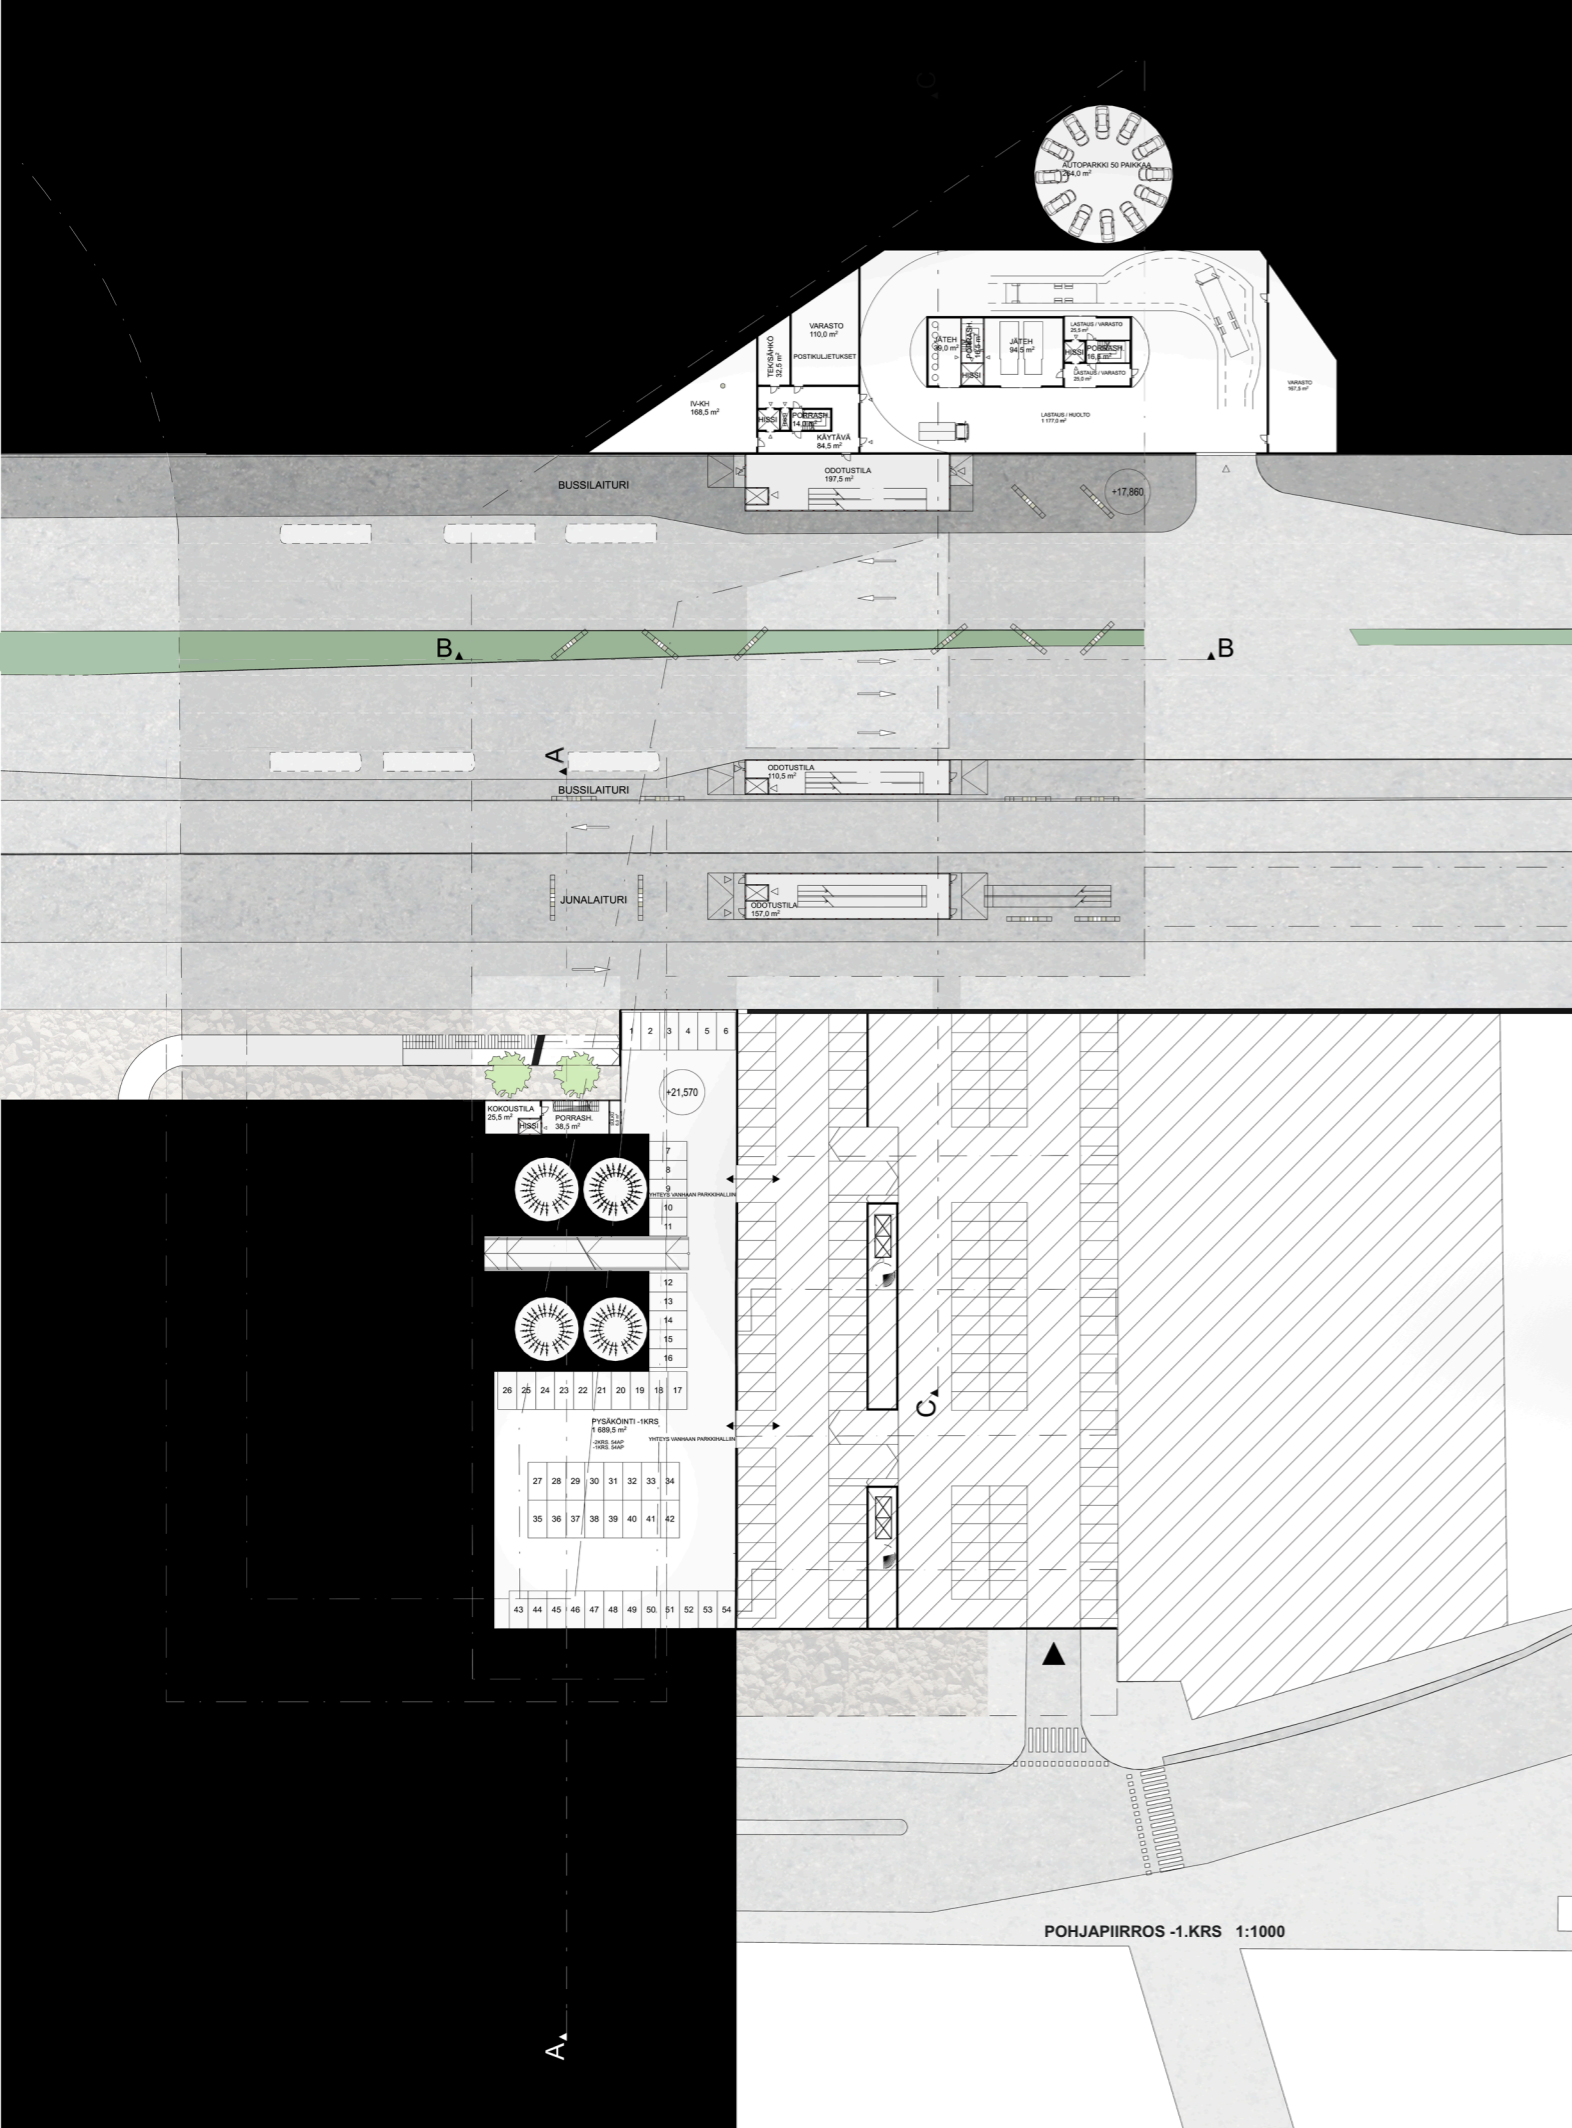 C
AUTOPARKKI 50 PAIKKAA
264,0 m²
VARASTO
110,0 m²
POSTIKULJETUKSET
TEK/SÄHKÖ
32,5 m²
JÄTEH
PORRASH.
HISSI
JÄTEH
94,5 m²
LASTAUS / VARASTO
25,5 m²
HISSI
PORRASH.
LASTAUS / VARASTO
25,0 m²
VARASTO
167,5 m²
IV-KH
168,5 m²
HISSI
PORRASH.
14,0 m²
KÄYTÄVÄ
84,5 m²
LASTAUS / HUOLTO
1 177,0 m²
ODOTUSTILA
197,5 m²
BUSSILAITURI
+17,860
B
B
A
ODOTUSTILA
110,5 m²
BUSSILAITURI
JUNALAITURI
ODOTUSTILA
157,0 m²
1 2 3 4 5 6
+21,570
KOKOUSTILA
25,5 m²
HISSI
PORRASH.
38,5 m²
7
8
9
YHTEYS VANHAAN PARKKIHALLIIN
10
11
12
13
14
15
16
26 25 24 23 22 21 20 19 18 17
C
PYSÄKÖINTI -1KRS
1 689,5 m²
-2KRS. 54AP
-1KRS. 54AP
YHTEYS VANHAAN PARKKIHALLIIN
27 28 29 30 31 32 33 34
35 36 37 38 39 40 41 42
43 44 45 46 47 48 49 50 51 52 53 54
POHJAPIIRROS -1.KRS 1:1000
A